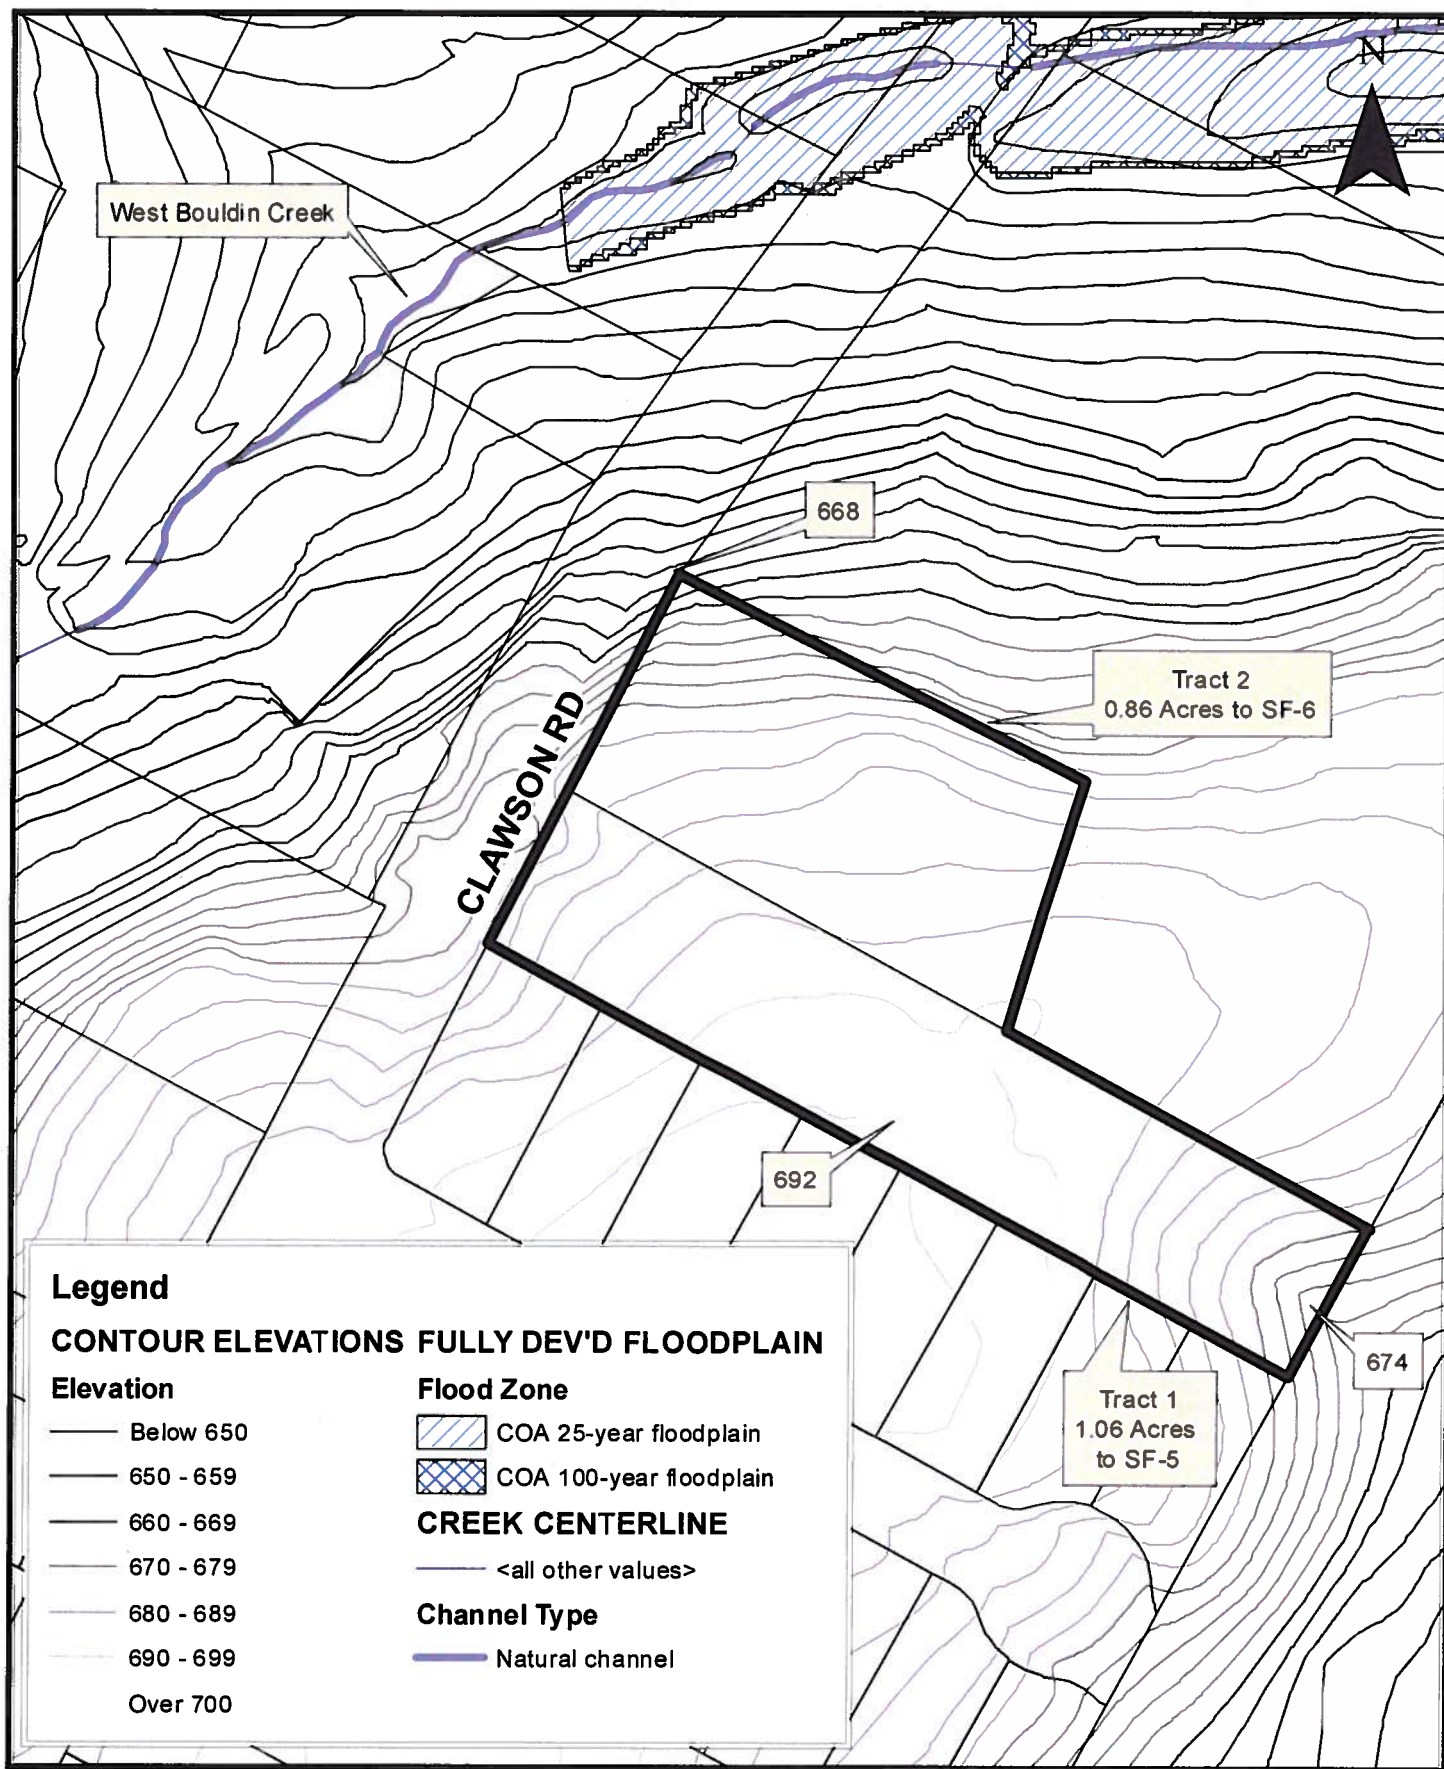 N
West Bouldin Creek
668
Tract 2
0.86 Acres to SF-6
CLAWSON RD
692
674
Tract 1
1.06 Acres
to SF-5
Legend
CONTOUR ELEVATIONS
Elevation
Below 650
650 - 659
660 - 669
670 - 679
680 - 689
690 - 699
Over 700
FULLY DEV'D FLOODPLAIN
Flood Zone
COA 25-year floodplain
COA 100-year floodplain
CREEK CENTERLINE
<all other values>
Channel Type
Natural channel